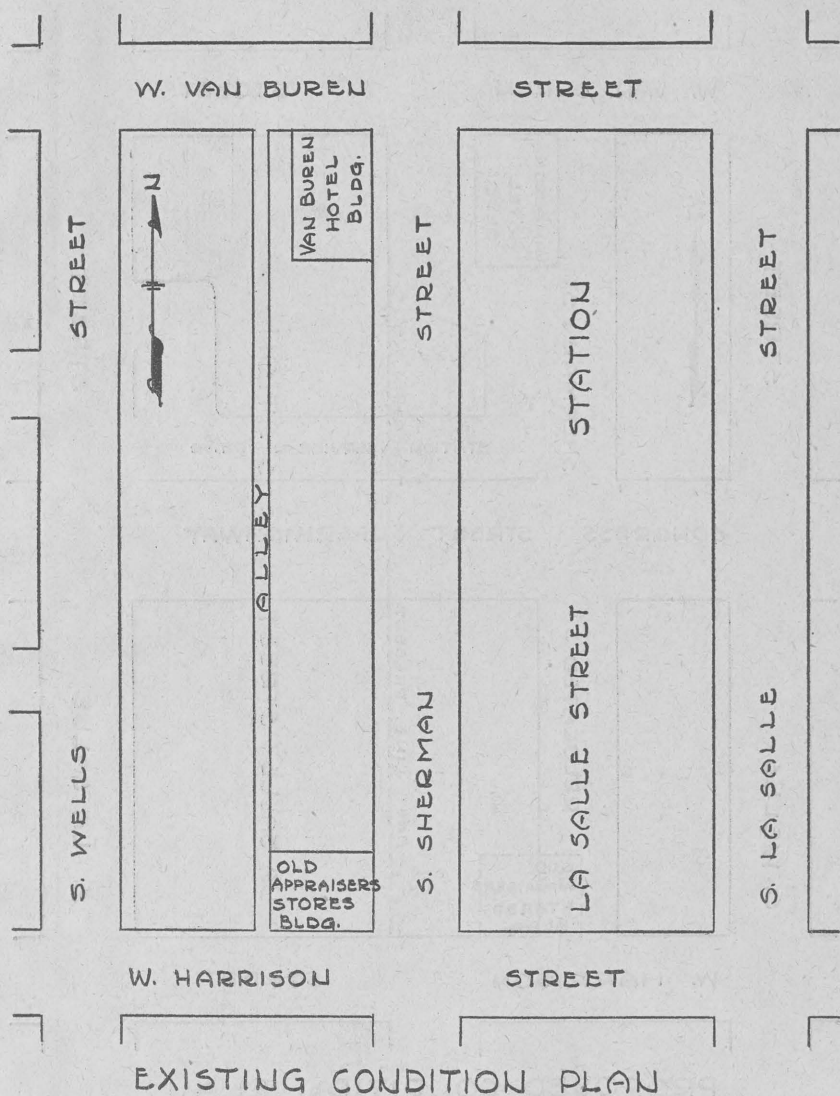 W. VAN BUREN STREET
VAN BUREN
HOTEL
BLDG.
N
S. WELLS STREET
ALLEY
S. SHERMAN STREET
LA SALLE STREET STATION
S. LA SALLE STREET
OLD
APPRAISERS
STORES
BLDG.
W. HARRISON STREET
EXISTING CONDITION PLAN